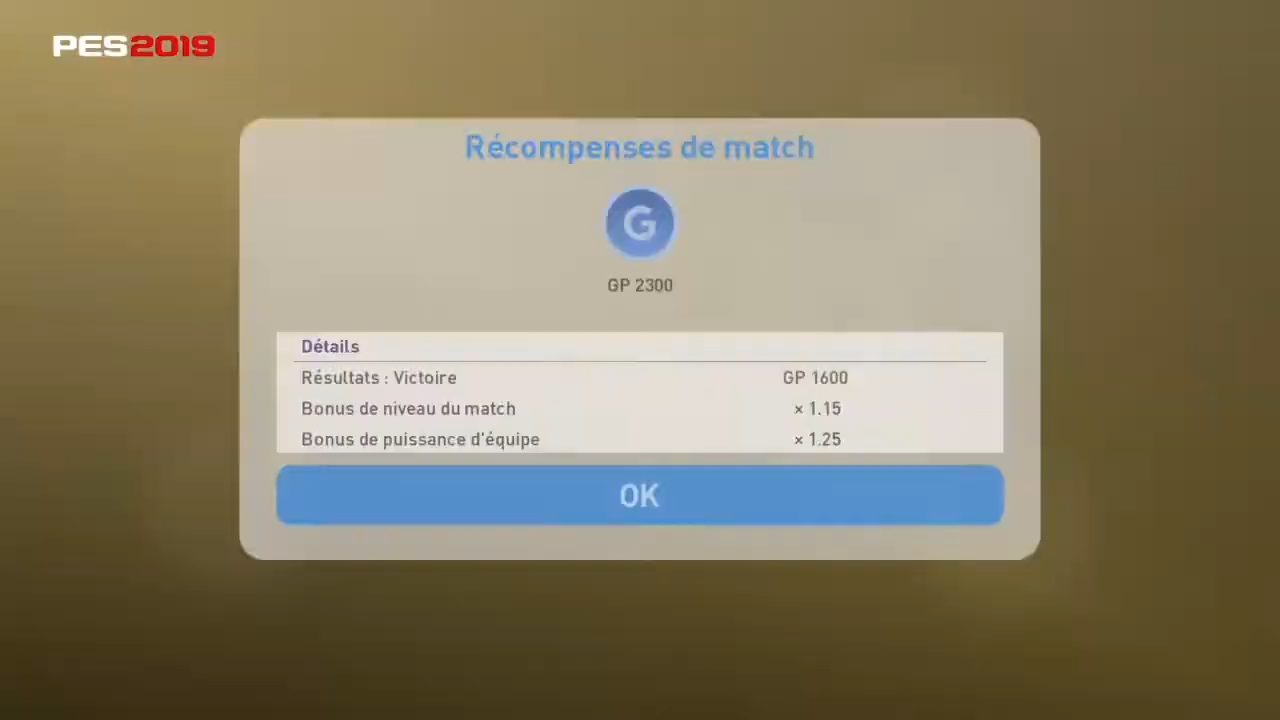 PES2019
Récompenses de match
G
GP 2300
Détails
Résultats : Victoire GP 1600
Bonus de niveau du match × 1.15
Bonus de puissance d'équipe × 1.25
OK